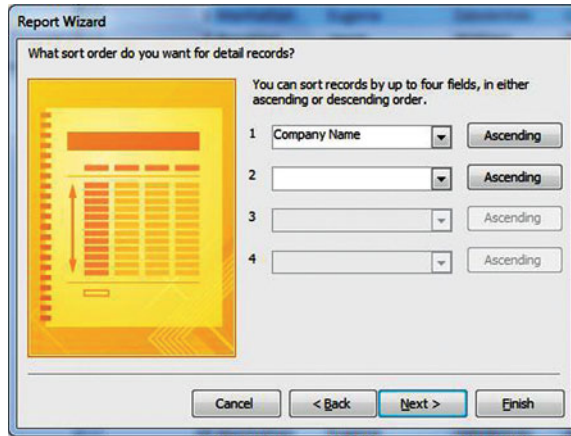 Report Wizard
What sort order do you want for detail records?
You can sort records by up to four fields, in either
ascending or descending order.
1 Company Name Ascending
2 Ascending
3 Ascending
4 Ascending
Cancel < Back Next > Finish